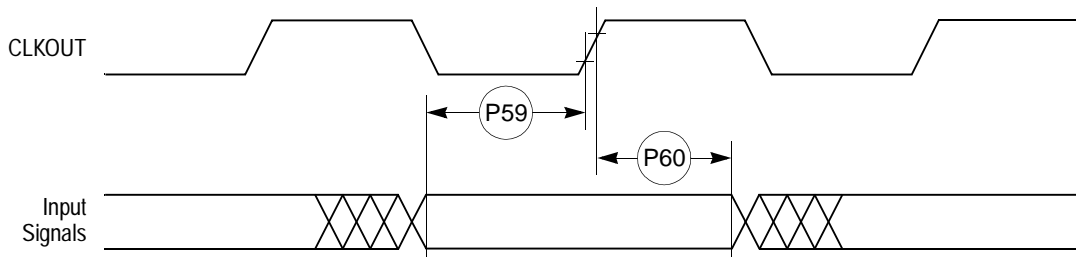 CLKOUT
P59
P60
Input
Signals